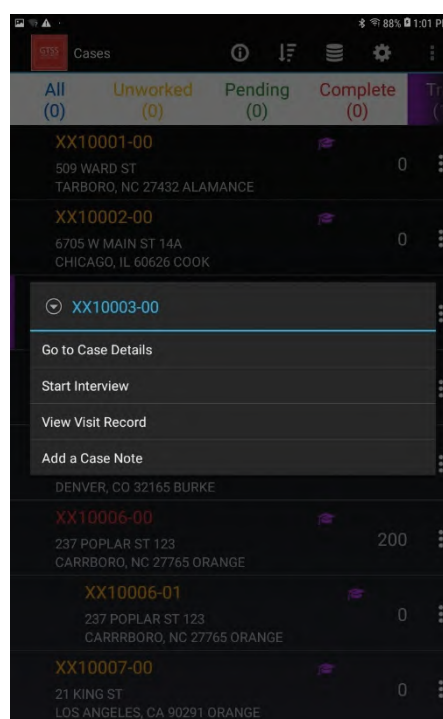 88% 1:01 PM
GTSS Cases
All Unworked Pending Complete Tr
(0) (0) (0) (0) (
XX10001-00
509 WARD ST 0
TARBORO, NC 27432 ALAMANCE
XX10002-00
6705 W MAIN ST 14A 0
CHICAGO, IL 60626 COOK
XX10003-00
Go to Case Details
Start Interview
View Visit Record
Add a Case Note
DENVER, CO 32165 BURKE
XX10006-00
237 POPLAR ST 123 200
CARRBORO, NC 27765 ORANGE
XX10006-01
237 POPLAR ST 123 0
CARRRBORO, NC 27765 ORANGE
XX10007-00
21 KING ST 0
LOS ANGELES, CA 90291 ORANGE